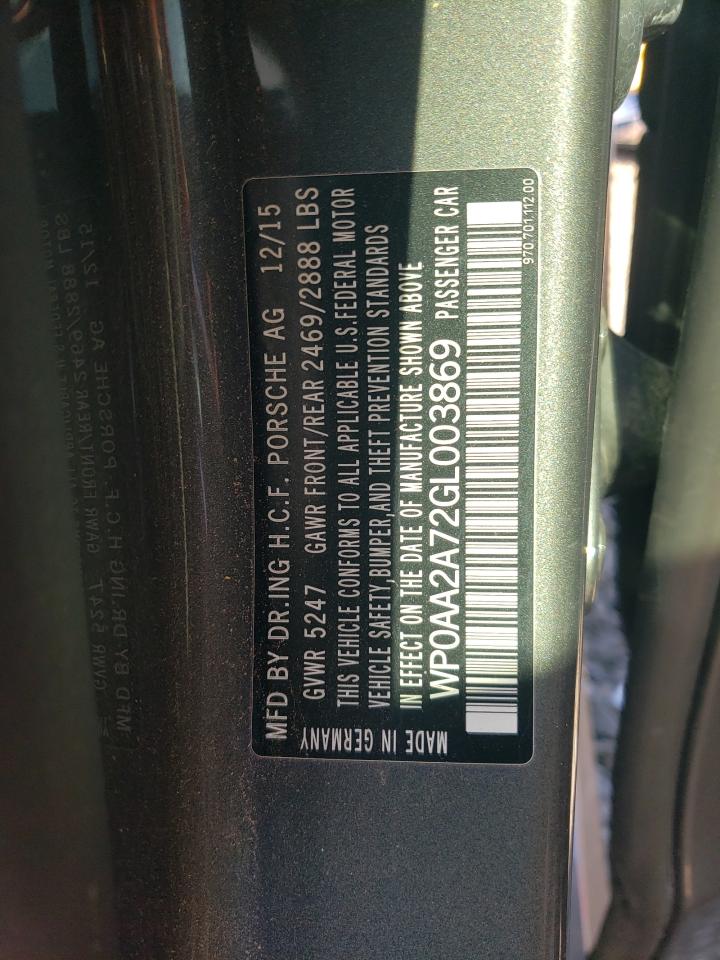 MFD BY DR.ING H.C.F. PORSCHE AG 12/15
GVWR 5247 GAWR FRONT/REAR 2469/2888 LBS
THIS VEHICLE CONFORMS TO ALL APPLICABLE U.S.FEDERAL MOTOR
VEHICLE SAFETY,BUMPER,AND THEFT PREVENTION STANDARDS
IN EFFECT ON THE DATE OF MANUFACTURE SHOWN ABOVE
WP0AA2A72GL003869 PASSENGER CAR
MADE IN GERMANY
970 701 112 00